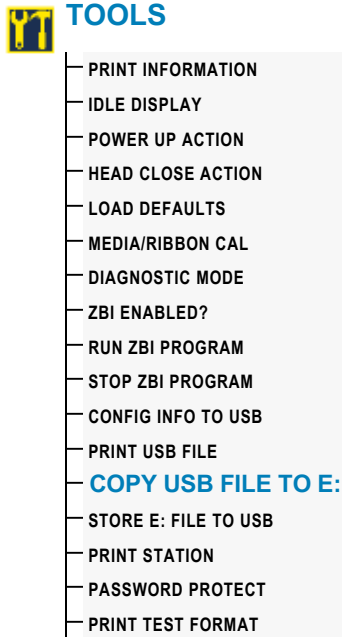 TOOLS
PRINT INFORMATION
IDLE DISPLAY
POWER UP ACTION
HEAD CLOSE ACTION
LOAD DEFAULTS
MEDIA/RIBBON CAL
DIAGNOSTIC MODE
ZBI ENABLED?
RUN ZBI PROGRAM
STOP ZBI PROGRAM
CONFIG INFO TO USB
PRINT USB FILE
COPY USB FILE TO E:
STORE E: FILE TO USB
PRINT STATION
PASSWORD PROTECT
PRINT TEST FORMAT